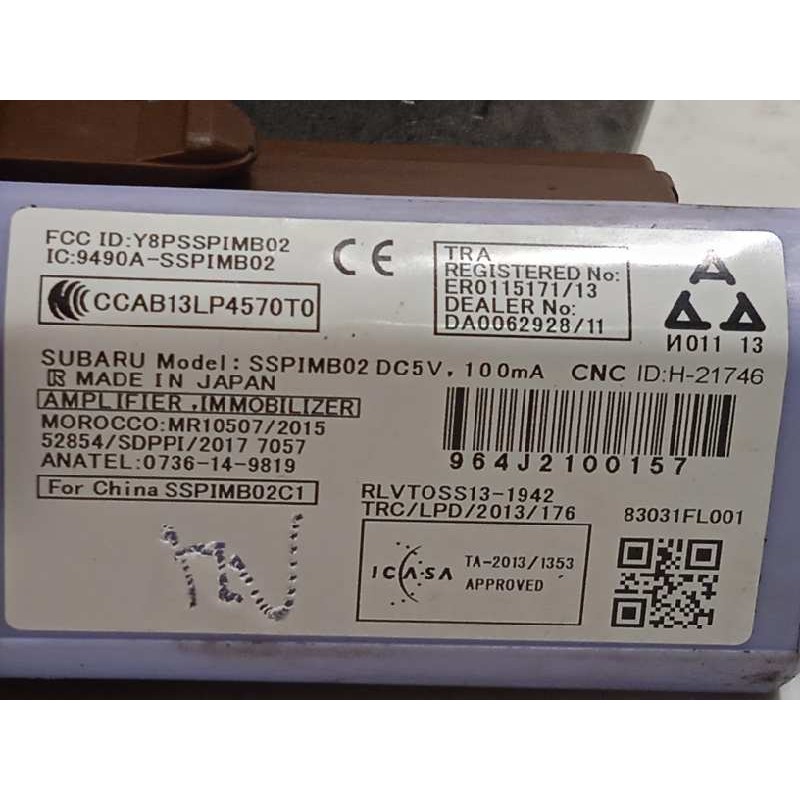 FCC ID:Y8PSSPIMB02
IC:9490A-SSPIMB02
CE
CCAB13LP4570T0
TRA
REGISTERED No:
ER0115171/13
DEALER No:
DA0062928/11
И011 13
SUBARU Model: SSPIMB02 DC5V, 100mA
CNC ID:H-21746
R MADE IN JAPAN
AMPLIFIER, IMMOBILIZER
MOROCCO:MR10507/2015
52854/SDPPI/2017 7057
ANATEL:0736-14-9819
964J2100157
For China SSPIMB02C1
RLVTOSS13-1942
TRC/LPD/2013/176
83031FL001
ICASA
TA-2013/1353
APPROVED